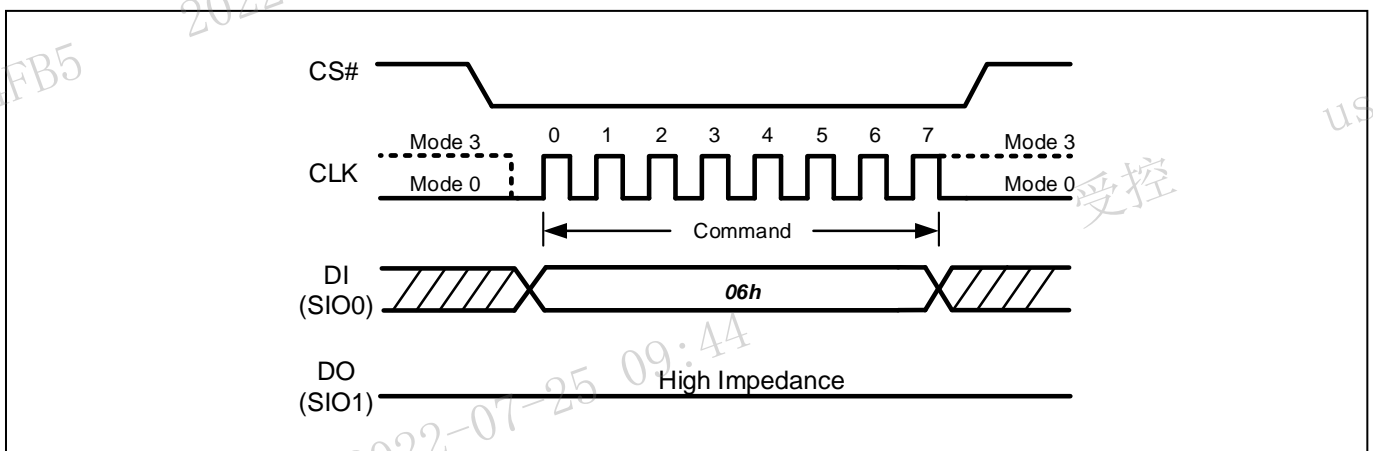 2022
FB5
us
CS#
0 1 2 3 4 5 6 7
Mode 3 Mode 3
CLK
Mode 0 Mode 0
受控
Command
DI
(SIO0)
06h
DO
(SIO1)
High Impedance
2022-07-25 09:44